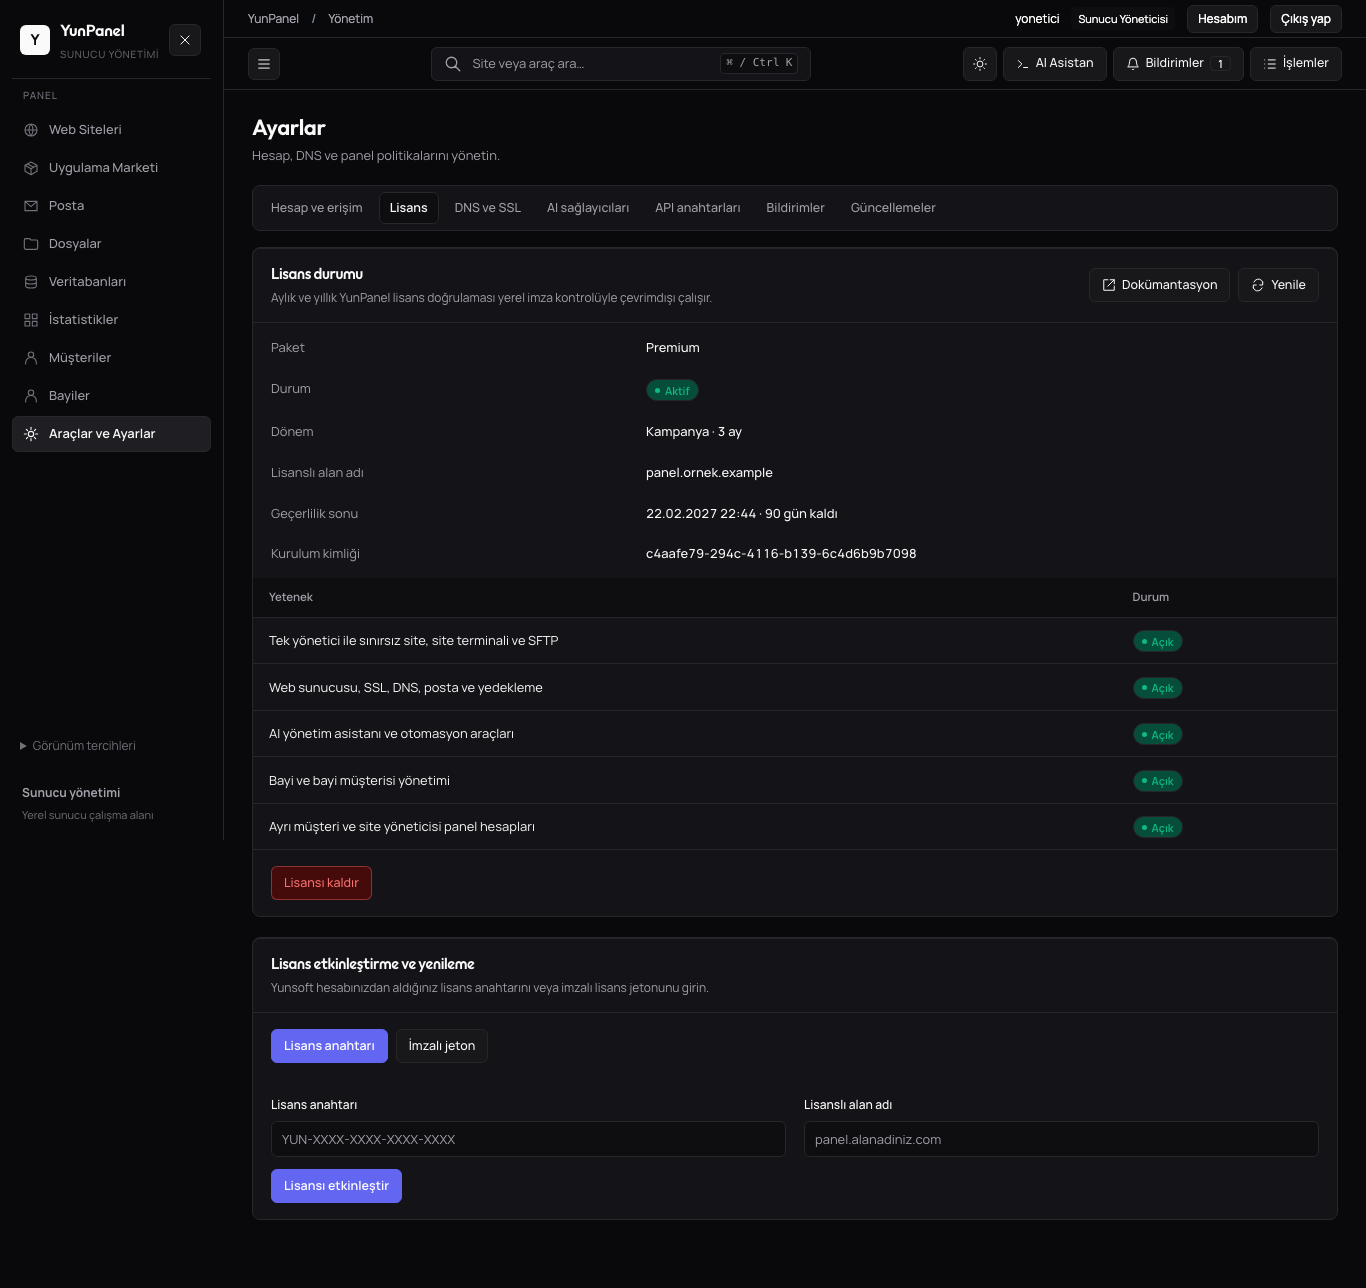 Y
YunPanel
SUNUCU YÖNETİMİ
PANEL
Web Siteleri
Uygulama Marketi
Posta
Dosyalar
Veritabanları
İstatistikler
Müşteriler
Bayiler
Araçlar ve Ayarlar
Görünüm tercihleri
Sunucu yönetimi
Yerel sunucu çalışma alanı
YunPanel / Yönetim
yonetici Sunucu Yöneticisi Hesabım Çıkış yap
Site veya araç ara... ⌘ / Ctrl K
AI Asistan Bildirimler 1 İşlemler
Ayarlar
Hesap, DNS ve panel politikalarını yönetin.
Hesap ve erişim Lisans DNS ve SSL AI sağlayıcıları API anahtarları Bildirimler Güncellemeler
Lisans durumu
Aylık ve yıllık YunPanel lisans doğrulaması yerel imza kontrolüyle çevrimdışı çalışır.
Dokümantasyon Yenile
Paket Premium
Durum Aktif
Dönem Kampanya · 3 ay
Lisanslı alan adı panel.ornek.example
Geçerlilik sonu 22.02.2027 22:44 · 90 gün kaldı
Kurulum kimliği c4aafe79-294c-4116-b139-6c4d6b9b7098
Yetenek Durum
Tek yönetici ile sınırsız site, site terminali ve SFTP Açık
Web sunucusu, SSL, DNS, posta ve yedekleme Açık
AI yönetim asistanı ve otomasyon araçları Açık
Bayi ve bayi müşterisi yönetimi Açık
Ayrı müşteri ve site yöneticisi panel hesapları Açık
Lisansı kaldır
Lisans etkinleştirme ve yenileme
Yunsoft hesabınızdan aldığınız lisans anahtarını veya imzalı lisans jetonunu girin.
Lisans anahtarı İmzalı jeton
Lisans anahtarı Lisanslı alan adı
YUN-XXXX-XXXX-XXXX-XXXX panel.alanadiniz.com
Lisansı etkinleştir